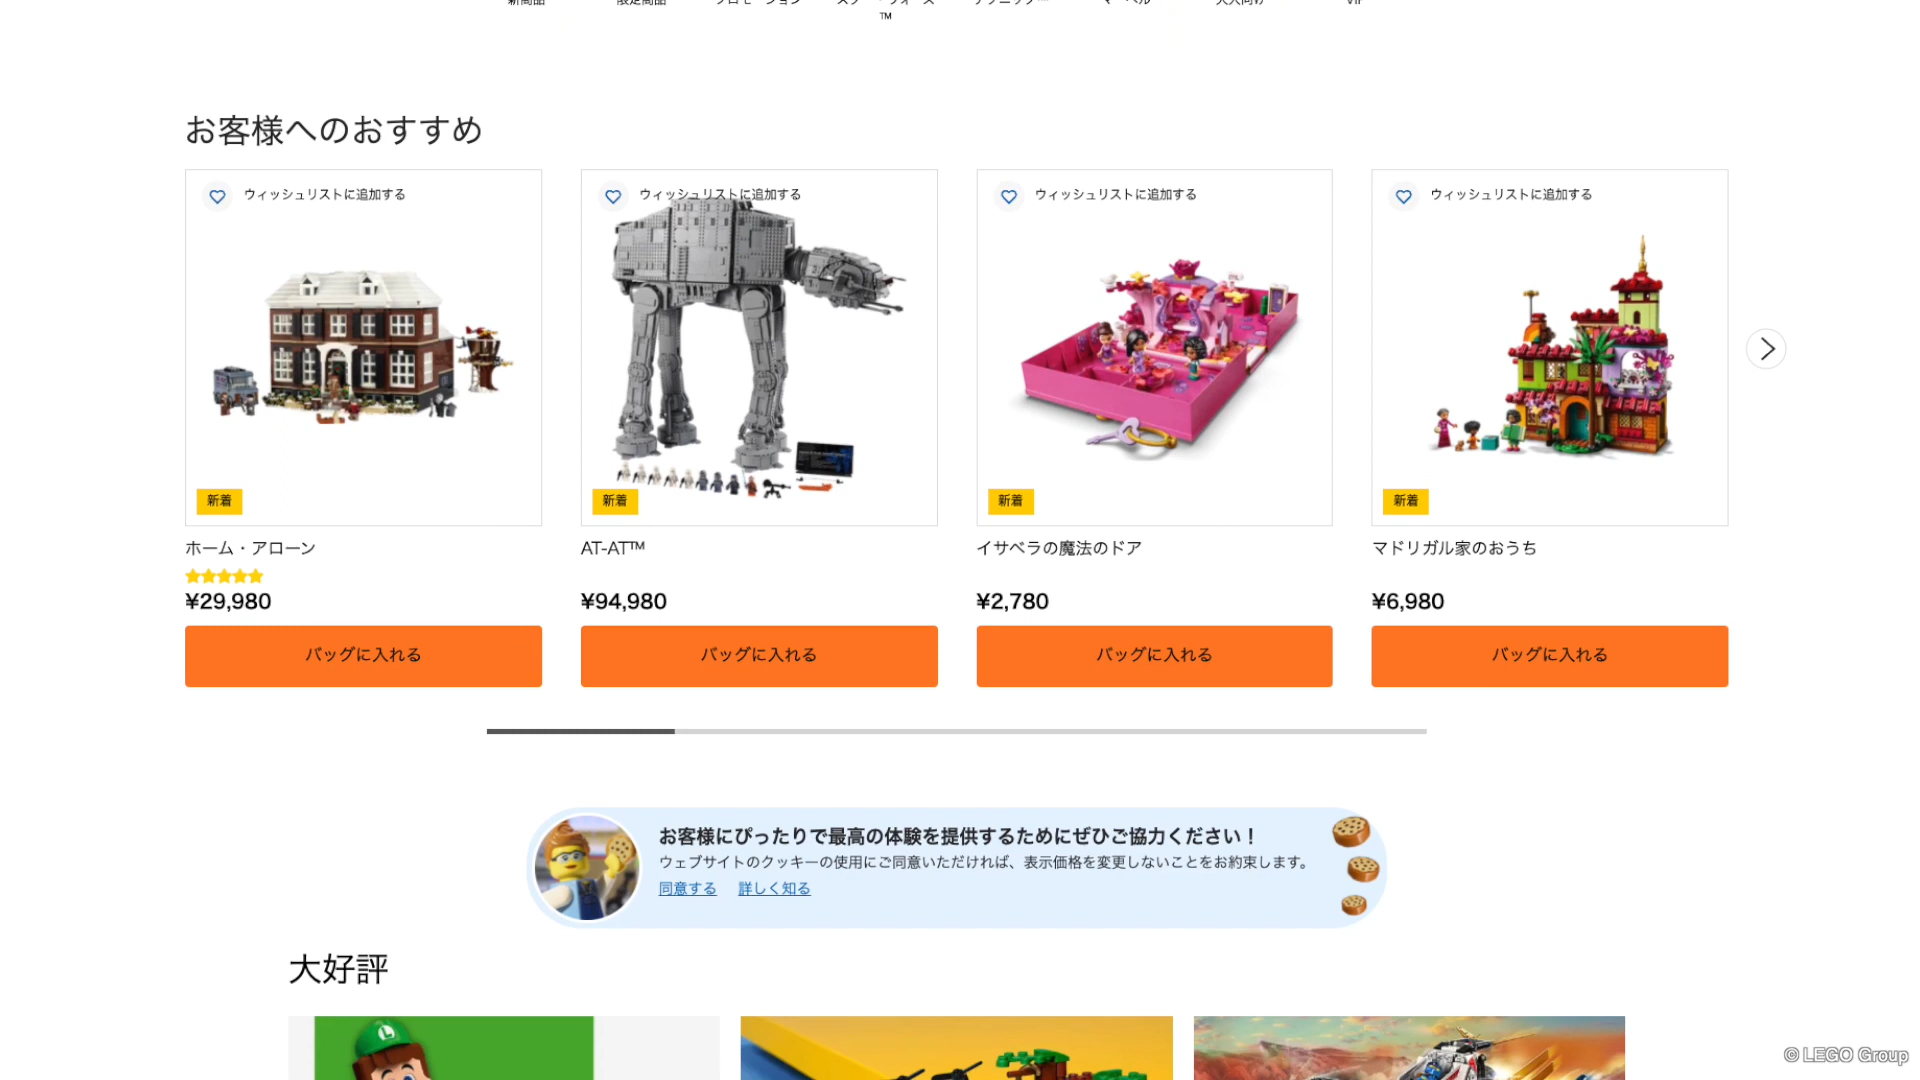 新商品 限定商品 プロモーション スター・ウォーズ テクニック… マーベル 大人向け VIP
™
お客様へのおすすめ
ウィッシュリストに追加する ウィッシュリストに追加する ウィッシュリストに追加する ウィッシュリストに追加する
新着 新着 新着 新着
ホーム・アローン AT-AT™ イサベラの魔法のドア マドリガル家のおうち
¥29,980 ¥94,980 ¥2,780 ¥6,980
バッグに入れる バッグに入れる バッグに入れる バッグに入れる
お客様にぴったりで最高の体験を提供するためにぜひご協力ください！
ウェブサイトのクッキーの使用にご同意いただければ、表示価格を変更しないことをお約束します。
同意する 詳しく知る
大好評
L
© LEGO Group